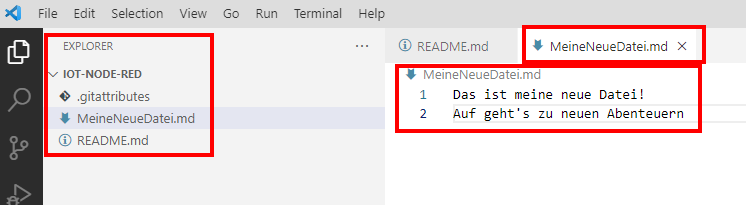 File Edit Selection View Go Run Terminal Help
EXPLORER ...
IOT-NODE-RED
.gitattributes
MeineNeueDatei.md
README.md
README.md MeineNeueDatei.md
MeineNeueDatei.md
1 Das ist meine neue Datei!
2 Auf geht's zu neuen Abenteuern